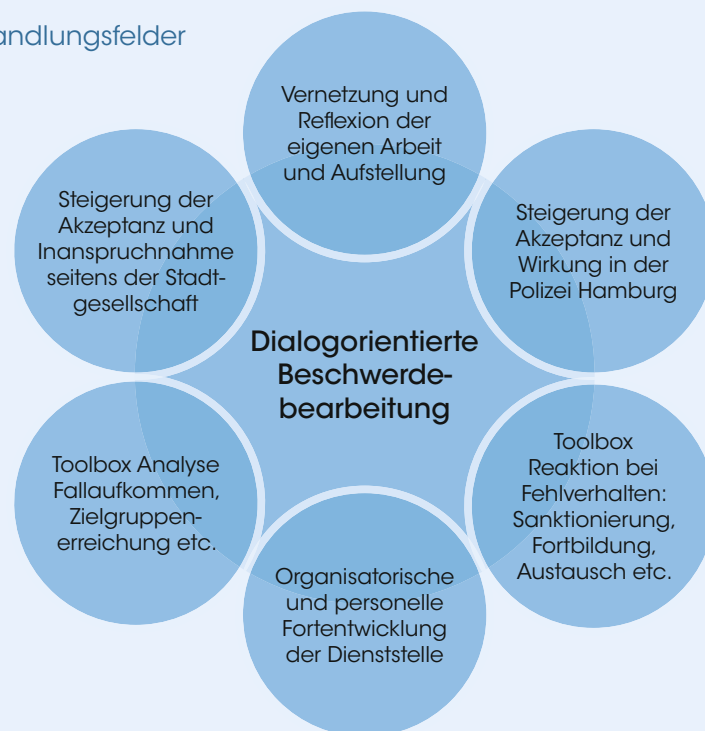 andlungsfelder
Vernetzung und
Reflexion der
eigenen Arbeit
und Aufstellung
Steigerung der
Akzeptanz und
Inanspruchnahme
seitens der Stadt-
gesellschaft
Steigerung der
Akzeptanz und
Wirkung in der
Polizei Hamburg
Dialogorientierte
Beschwerde-
bearbeitung
Toolbox Analyse
Fallaufkommen,
Zielgruppen-
erreichung etc.
Toolbox
Reaktion bei
Fehlverhalten:
Sanktionierung,
Fortbildung,
Austausch etc.
Organisatorische
und personelle
Fortentwicklung
der Dienststelle